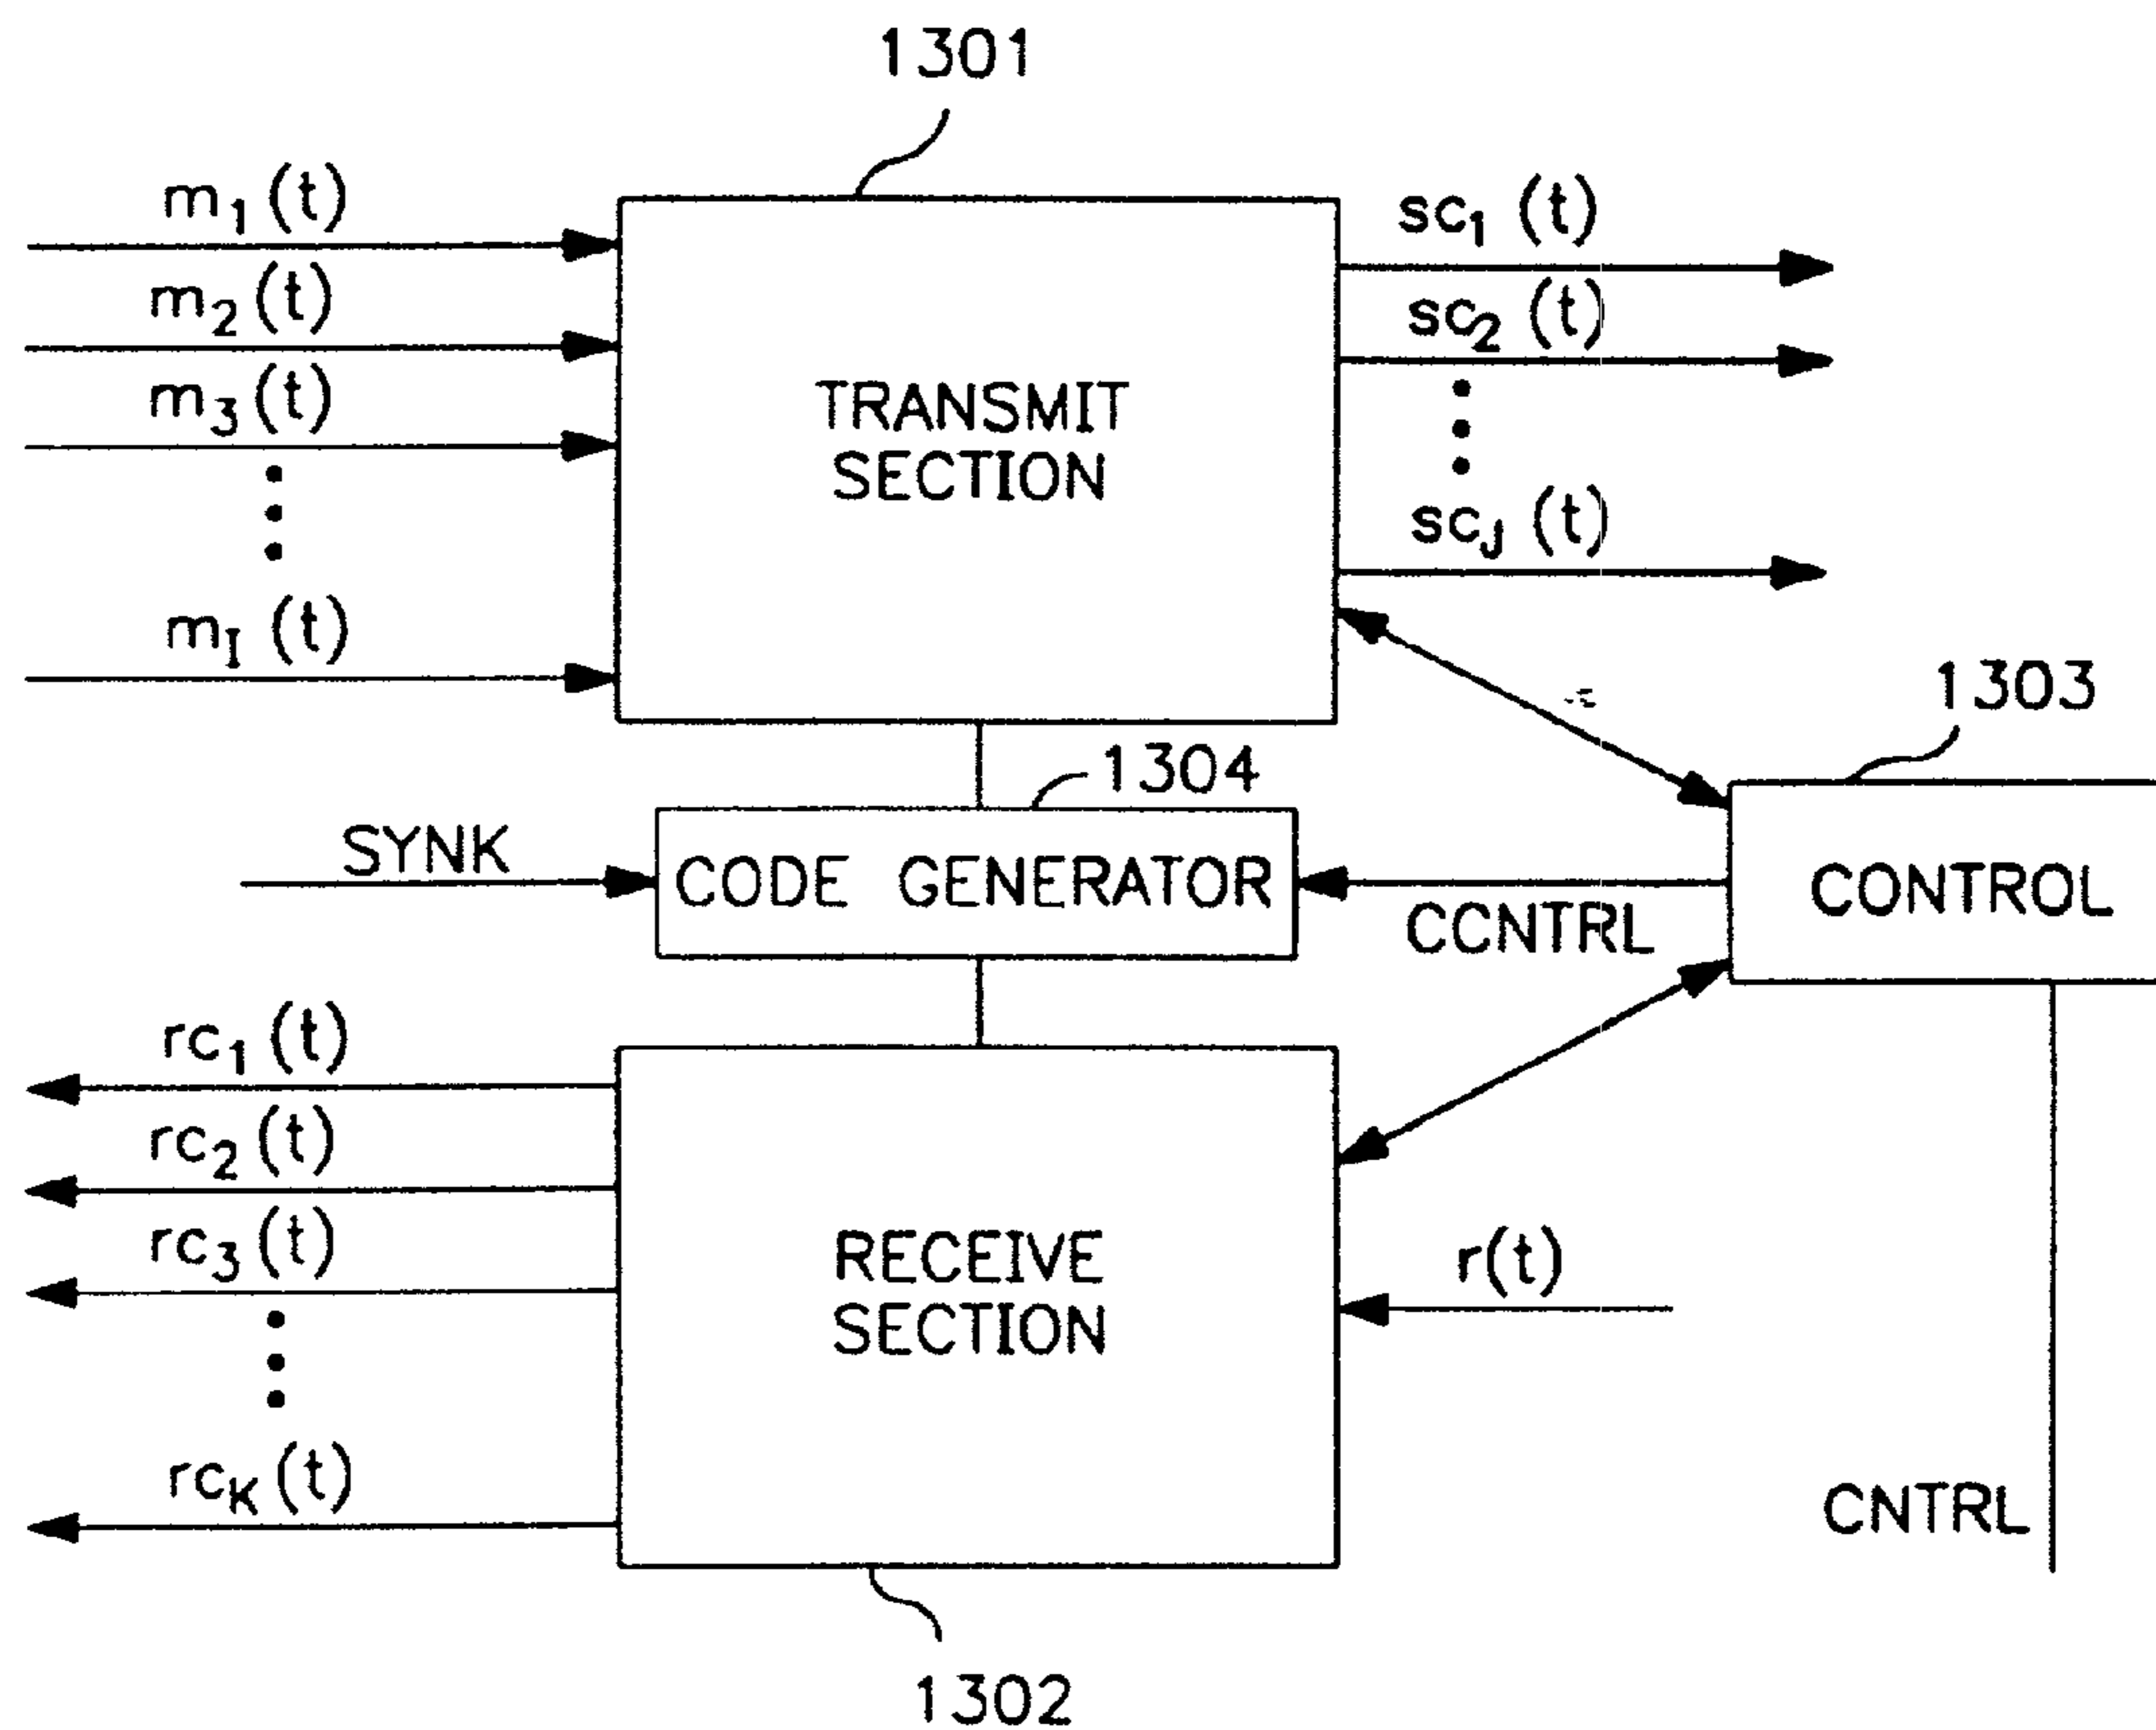 1301
m1 (t)
m2 (t)
m3 (t)
mI (t)
TRANSMIT
SECTION
sc1 (t)
sc2 (t)
scJ (t)
1303
1304
SYNK
CODE GENERATOR
CCNTRL
CONTROL
rc1 (t)
rc2 (t)
rc3 (t)
rcK (t)
RECEIVE
SECTION
r(t)
CNTRL
1302